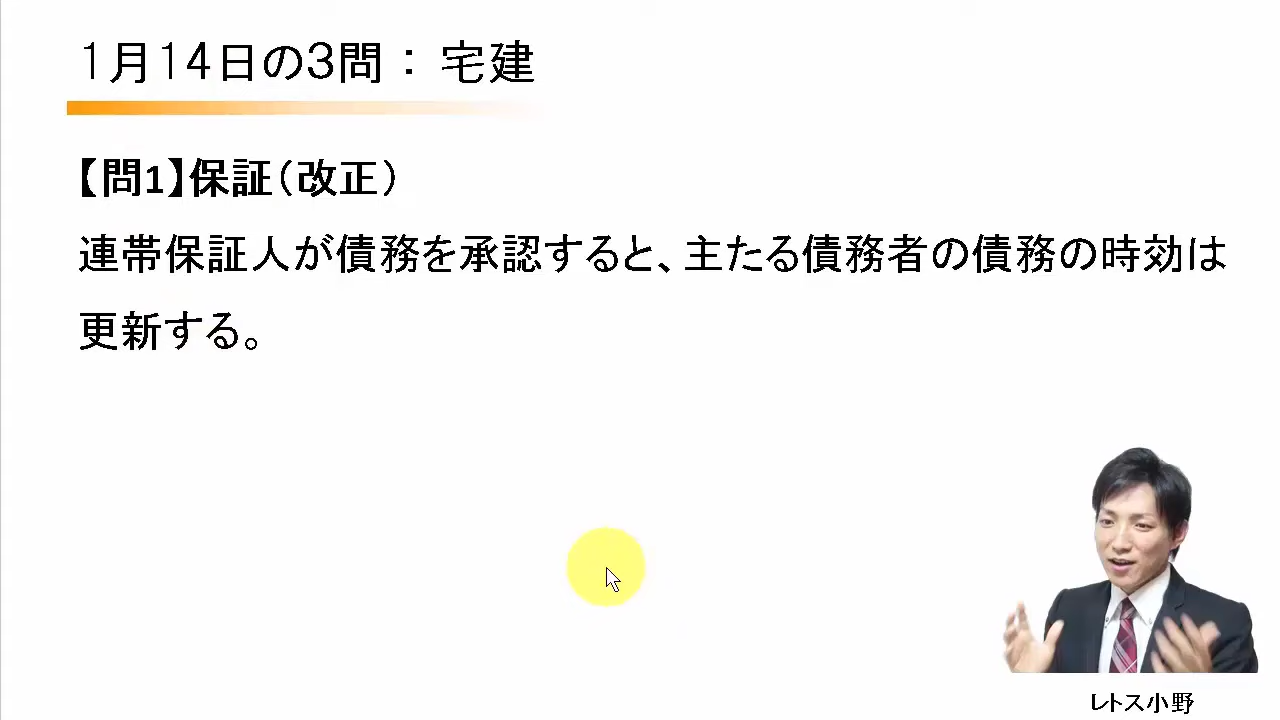 1月14日の3問：宅建
【問1】保証（改正）
連帯保証人が債務を承認すると、主たる債務者の債務の時効は
更新する。
レトス小野